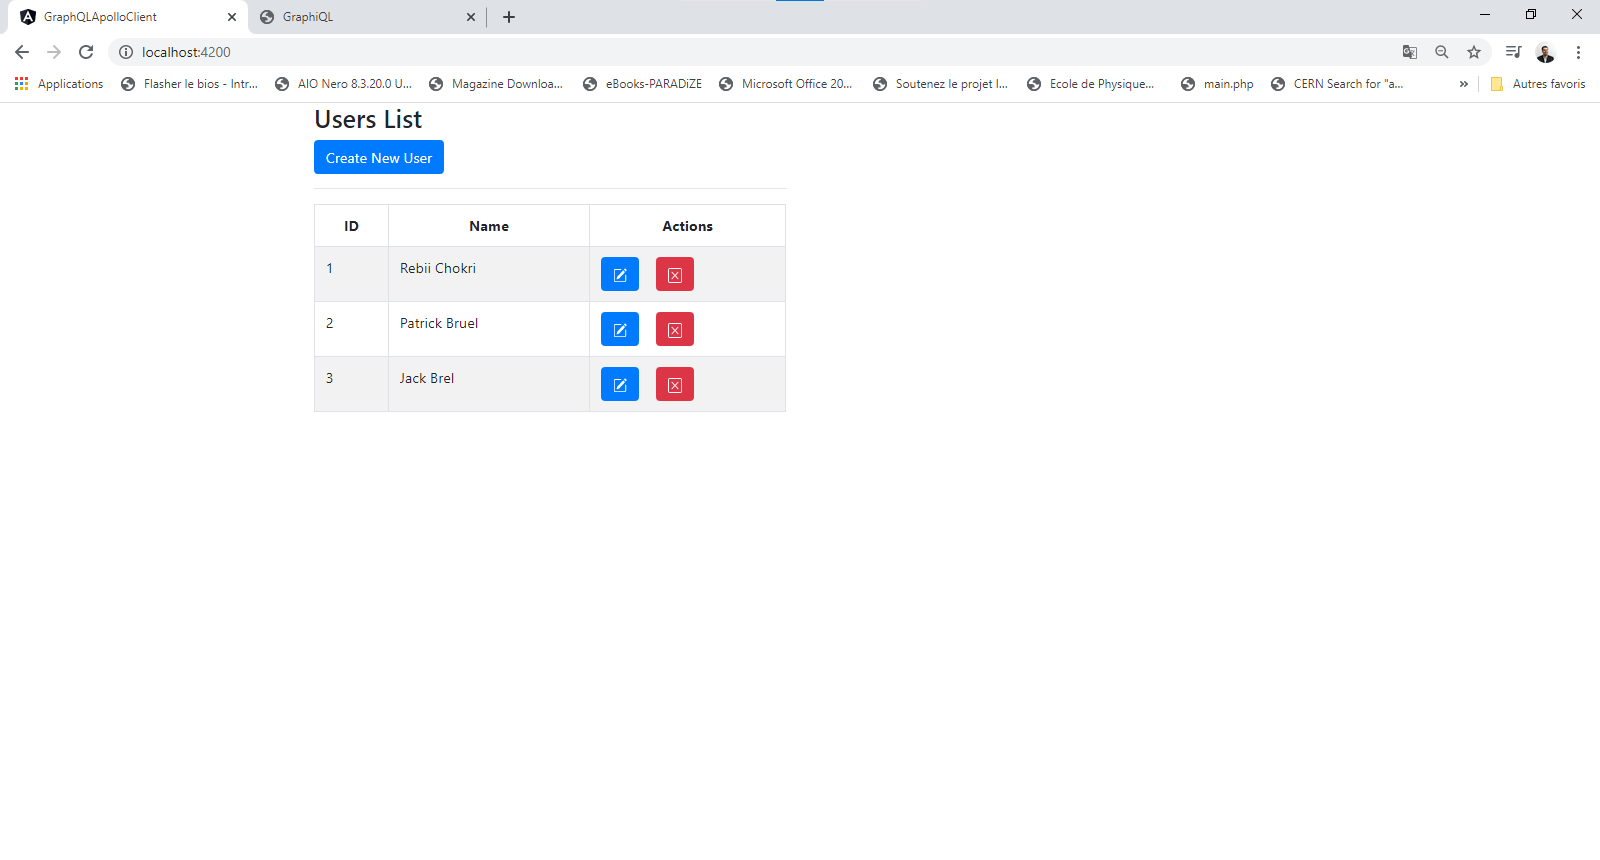 GraphQLApolloClient GraphiQL
localhost:4200
Applications Flasher le bios - Intr... AIO Nero 8.3.20.0 U... Magazine Downloa... eBooks-PARADiZE Microsoft Office 20... Soutenez le projet I... Ecole de Physique... main.php CERN Search for "a... » Autres favoris
Users List
Create New User
ID Name Actions
1 Rebii Chokri
2 Patrick Bruel
3 Jack Brel